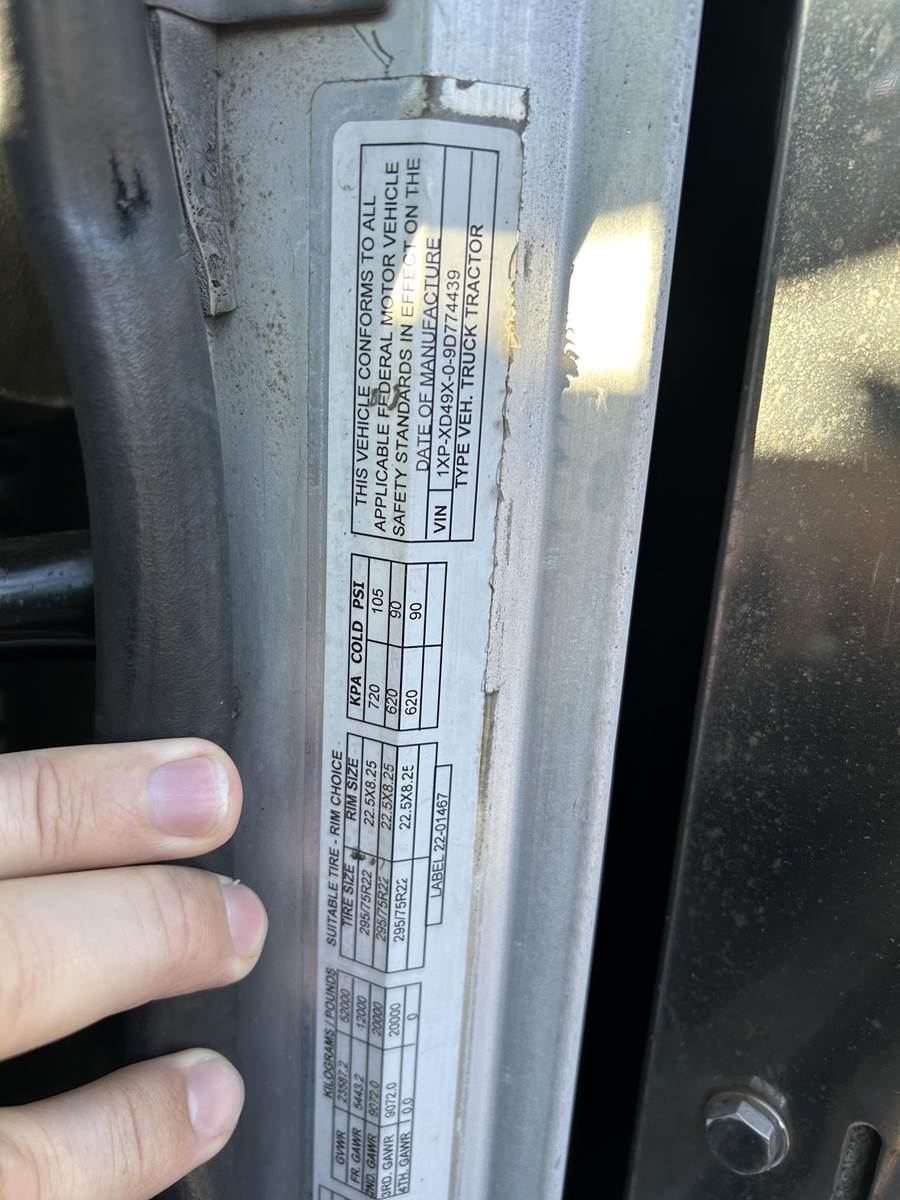 KILOGRAMS / POUNDS
GVWR 23587.2 52000
FR. GAWR 5443.2 12000
2ND. GAWR 9072.0 20000
3RD. GAWR 9072.0 20000
4TH. GAWR 0.0 0
SUITABLE TIRE - RIM CHOICE
TIRE SIZE RIM SIZE
295/75R22 22.5X8.25
295/75R22 22.5X8.25
295/75R22 22.5X8.25
LABEL 22-01467
KPA COLD PSI
720 105
620 90
620 90
THIS VEHICLE CONFORMS TO ALL
APPLICABLE FEDERAL MOTOR VEHICLE
SAFETY STANDARDS IN EFFECT ON THE
DATE OF MANUFACTURE
VIN 1XP-XD49X-0-9D774439
TYPE VEH. TRUCK TRACTOR